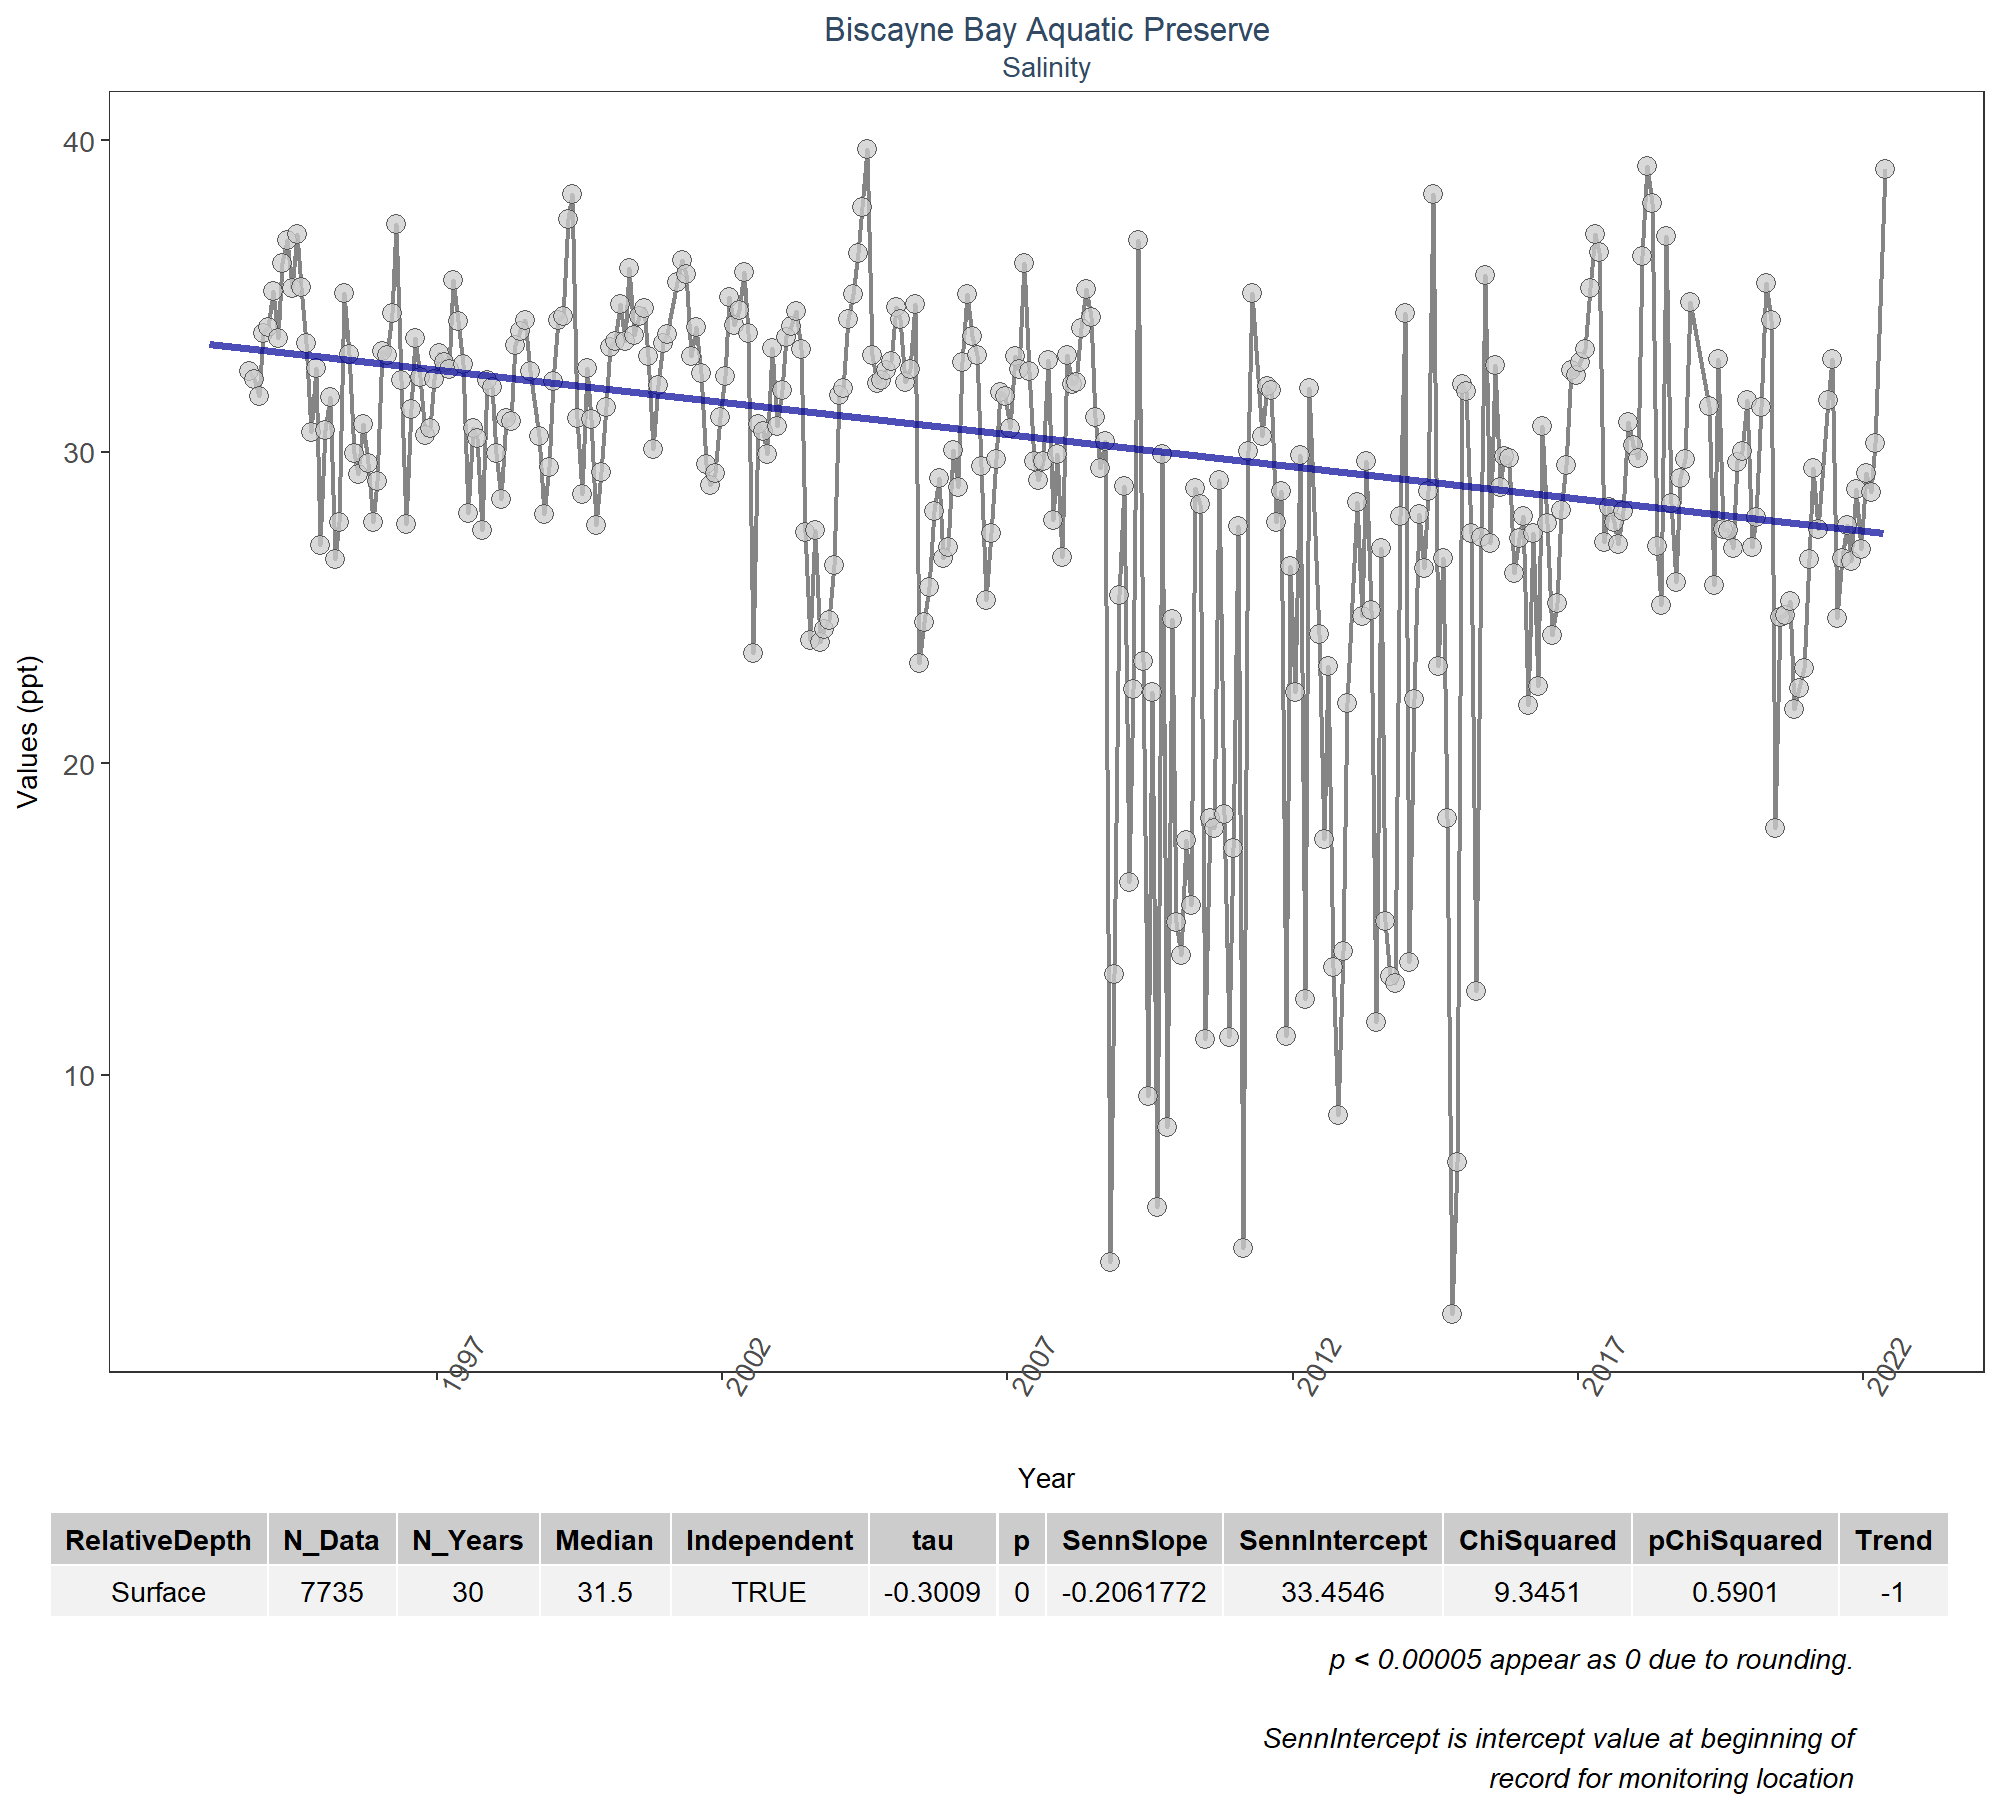 Biscayne Bay Aquatic Preserve
Salinity
Values (ppt)
40
30
20
10
1997
2002
2007
2012
2017
2022
Year
RelativeDepth N_Data N_Years Median Independent tau p SennSlope SennIntercept ChiSquared pChiSquared Trend
Surface 7735 30 31.5 TRUE -0.3009 0 -0.2061772 33.4546 9.3451 0.5901 -1
p < 0.00005 appear as 0 due to rounding.
SennIntercept is intercept value at beginning of
record for monitoring location